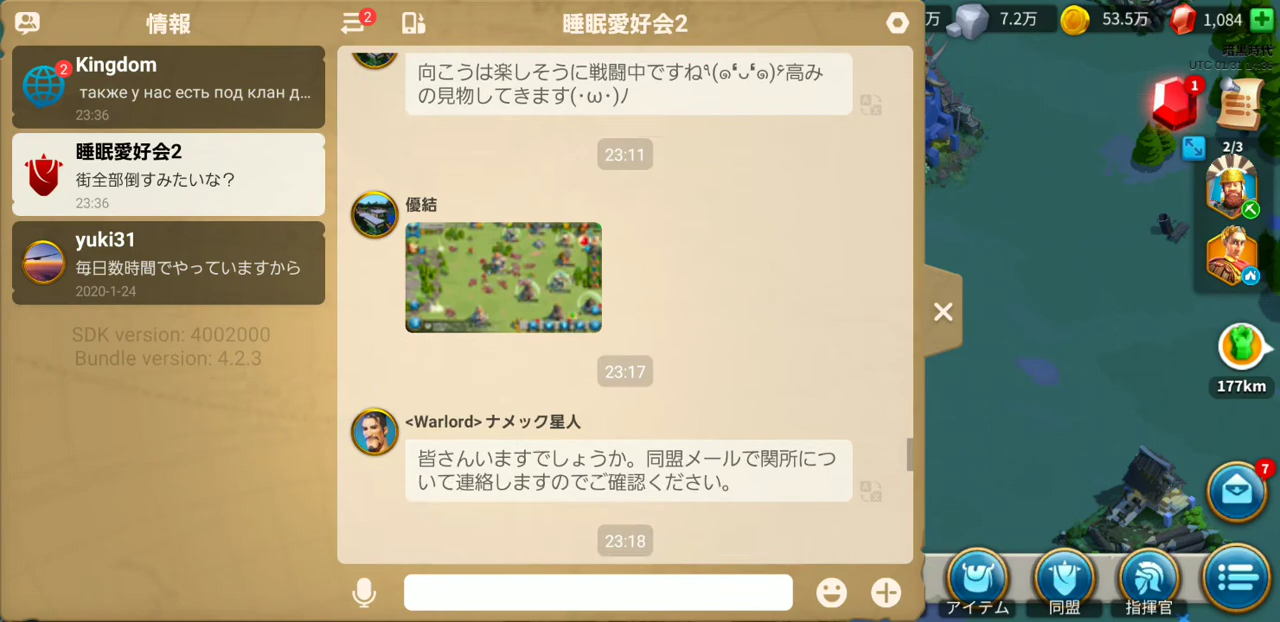 情報
2
睡眠愛好会2
2
Kingdom
также у нас есть под клан д...
23:36
睡眠愛好会2
街全部倒すみたいな？
23:36
yuki31
毎日数時間でやっていますから
2020-1-24
SDK version: 4002000
Bundle version: 4.2.3
向こうは楽しそうに戦闘中ですね٩(๑❛ᴗ❛๑)۶高み
の見物してきます(･ω･)ﾉ
23:11
優結
23:17
<Warlord> ナメック星人
皆さんいますでしょうか。同盟メールで関所につ
いて連絡しますのでご確認ください。
23:18
万
7.2万
53.5万
1,084
暗黒時代
1
2/3
177km
7
アイテム
同盟
指揮官